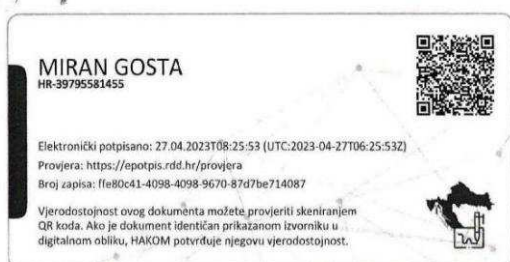 MIRAN GOSTA
HR-39795581455
Elektronički potpisano: 27.04.2023T08:25:53 (UTC:2023-04-27T06:25:53Z)
Provjera: https://epotpis.rdd.hr/provjera
Broj zapisa: ffe80c41-4098-4098-9670-87d7be714087
Vjerodostojnost ovog dokumenta možete provjeriti skeniranjem
QR koda. Ako je dokument identičan prikazanom izvorniku u
digitalnom obliku, HAKOM potvrđuje njegovu vjerodostojnost.